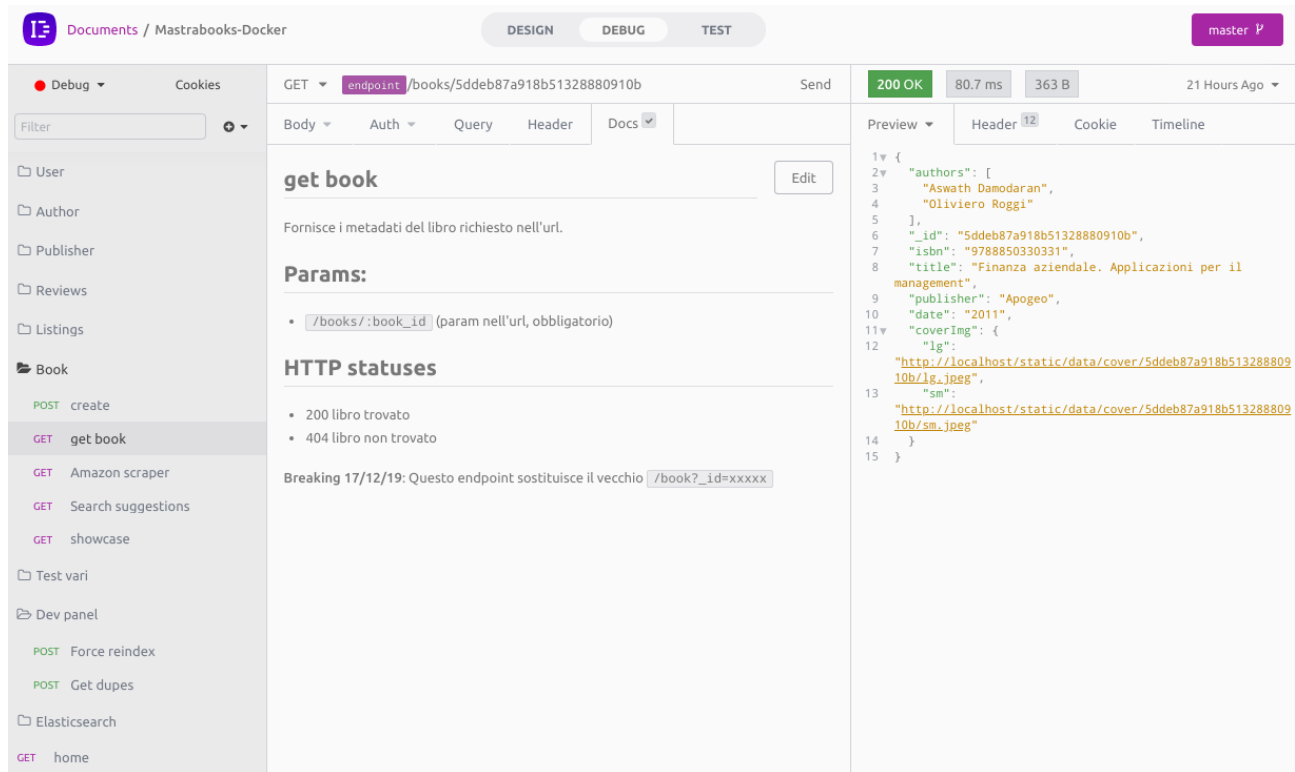 Documents / Mastrabooks-Docker
DESIGN DEBUG TEST
master
Debug Cookies
Filter
User
Author
Publisher
Reviews
Listings
Book
POST create
GET get book
GET Amazon scraper
GET Search suggestions
GET showcase
Test vari
Dev panel
POST Force reindex
POST Get dupes
Elasticsearch
GET home
GET endpoint/books/5ddeb87a918b51328880910b Send
Body Auth Query Header Docs
get book
Edit
Fornisce i metadati del libro richiesto nell'url.
Params:
• /books/:book_id (param nell'url, obbligatorio)
HTTP statuses
• 200 libro trovato
• 404 libro non trovato
Breaking 17/12/19: Questo endpoint sostituisce il vecchio /book?_id=xxxxx
200 OK 80.7 ms 363 B 21 Hours Ago
Preview Header 12 Cookie Timeline
1 {
2 "authors": [
3 "Aswath Damodaran",
4 "Oliviero Roggi"
5 ],
6 "_id": "5ddeb87a918b51328880910b",
7 "isbn": "9788850330331",
8 "title": "Finanza aziendale. Applicazioni per il
management",
9 "publisher": "Apogeo",
10 "date": "2011",
11 "coverImg": {
12 "lg":
"http://localhost/static/data/cover/5ddeb87a918b513288809
10b/lg.jpeg",
13 "sm":
"http://localhost/static/data/cover/5ddeb87a918b513288809
10b/sm.jpeg"
14 }
15 }